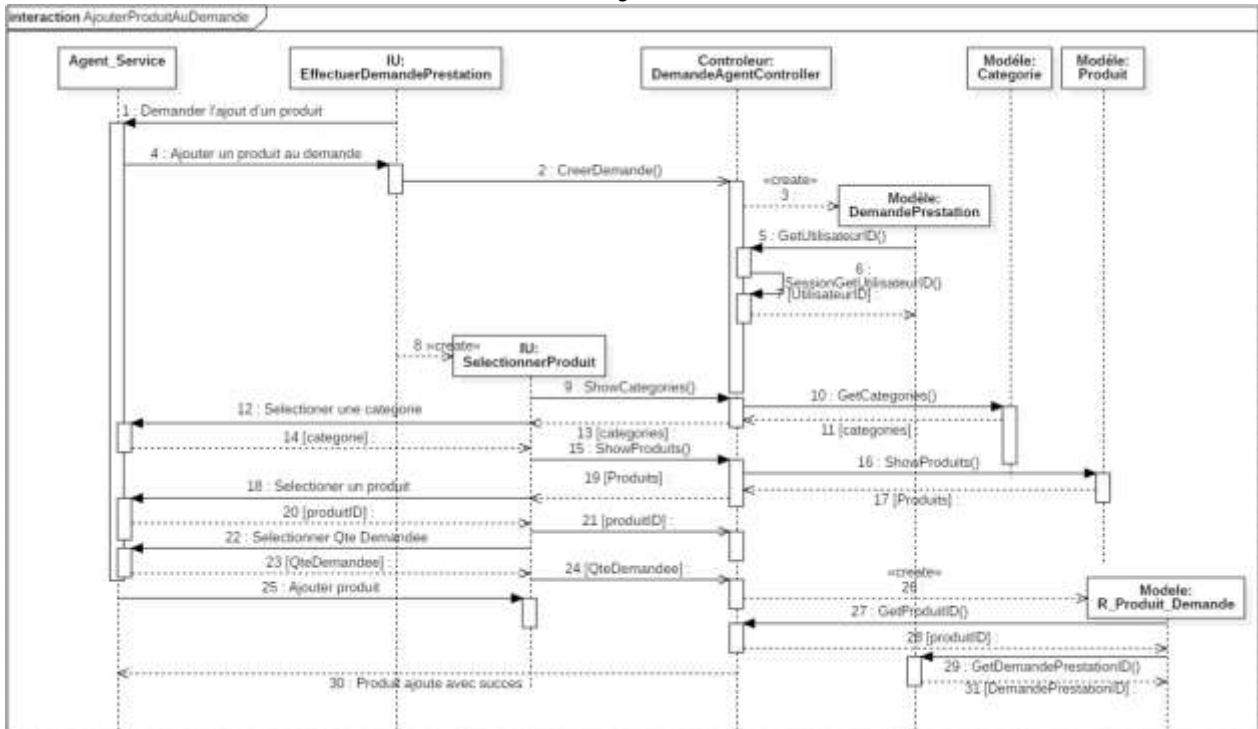 interaction AjouterProduitAuDemande
Agent_Service
IU:
EffectuerDemandePrestation
Controleur:
DemandeAgentController
Modéle:
Categorie
Modéle:
Produit
1 : Demander l'ajout d'un produit
4 : Ajouter un produit au demande
2 : CreerDemande()
«create»
3
Modèle:
DemandePrestation
5 : GetUtilisateurID()
6 :
SessionGetUtilisateurID()
7 [UtilisateurID] :
8 «create»
IU:
SelectionnerProduit
9 : ShowCategories()
10 : GetCategories()
12 : Selectioner une categorie
11 [categories] :
13 [categories] :
14 [categorie] :
15 : ShowProduits()
16 : ShowProduits()
19 [Produits] :
18 : Selectioner un produit
17 [Produits] :
20 [produitID] :
21 [produitID] :
22 : Selectionner Qte Demandee
23 [QteDemandee] :
24 [QteDemandee] :
«create»
26
25 : Ajouter produit
Modele:
R_Produit_Demande
27 : GetProduitID()
28 [produitID] :
29 : GetDemandePrestationID()
30 : Produit ajoute avec succes
31 [DemandePrestationID] :